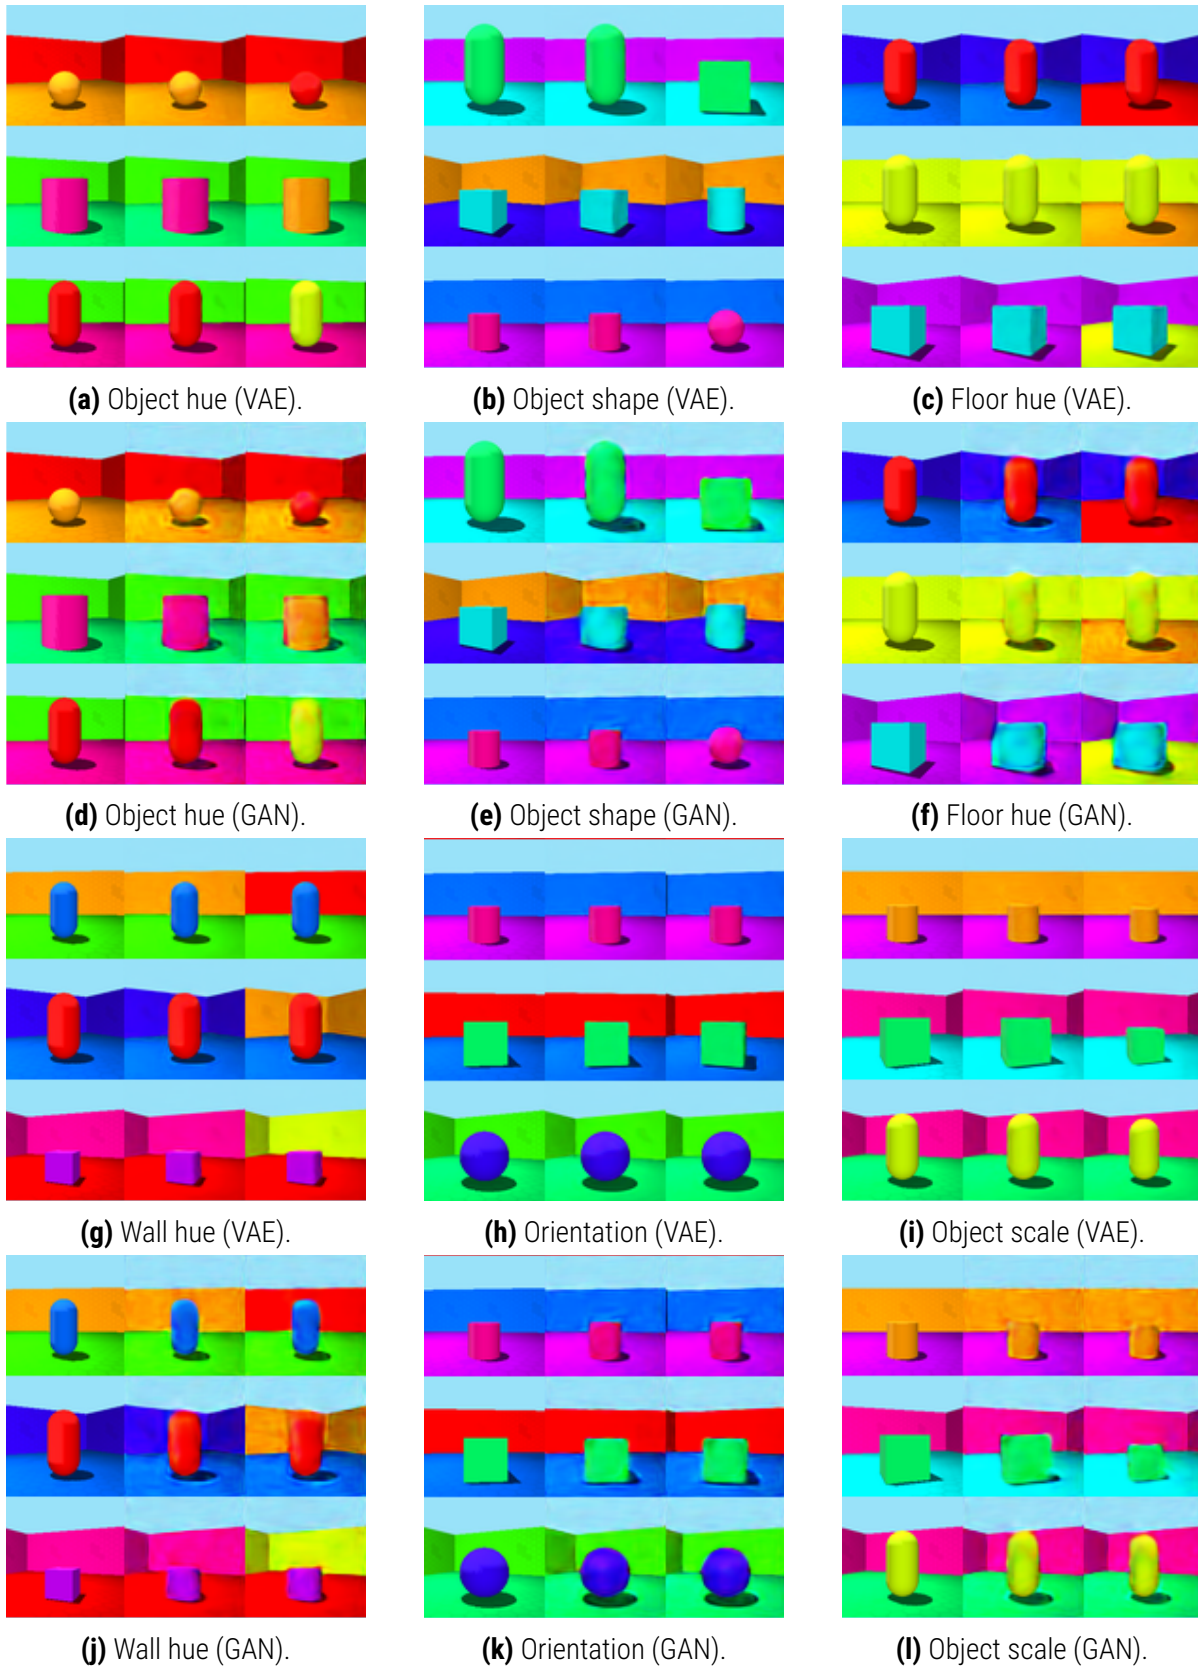 (a) Object hue (VAE).
(b) Object shape (VAE).
(c) Floor hue (VAE).
(d) Object hue (GAN).
(e) Object shape (GAN).
(f) Floor hue (GAN).
(g) Wall hue (VAE).
(h) Orientation (VAE).
(i) Object scale (VAE).
(j) Wall hue (GAN).
(k) Orientation (GAN).
(l) Object scale (GAN).